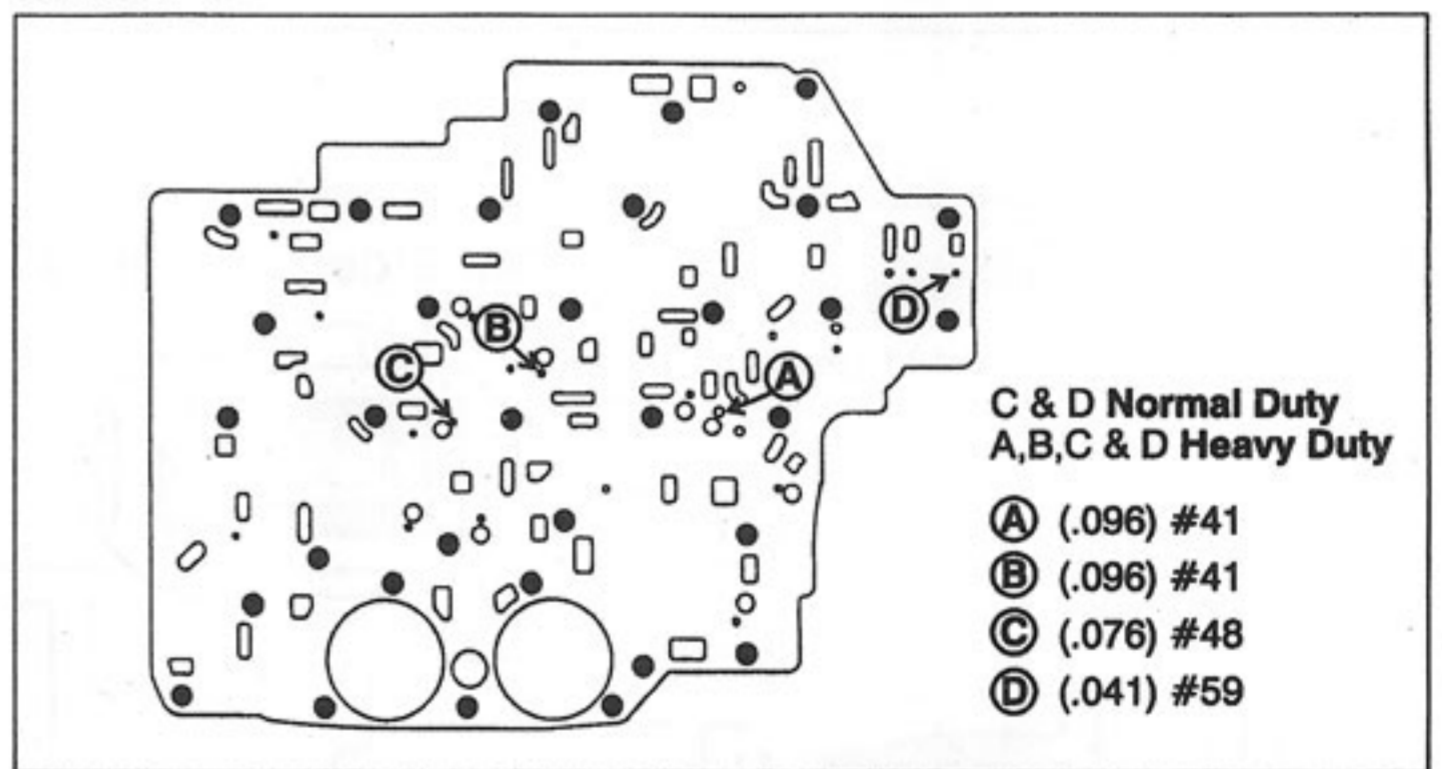 B
D
C
A
C & D Normal Duty
A,B,C & D Heavy Duty
A (.096) #41
B (.096) #41
C (.076) #48
D (.041) #59